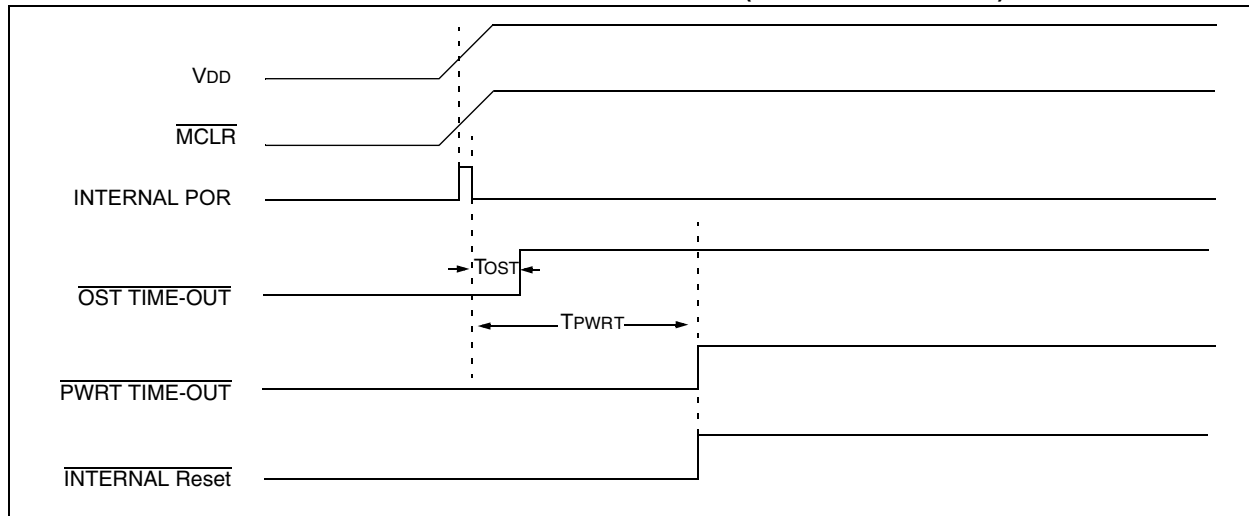 VDD
MCLR
INTERNAL POR
TOST
OST TIME-OUT
TPWRT
PWRT TIME-OUT
INTERNAL Reset